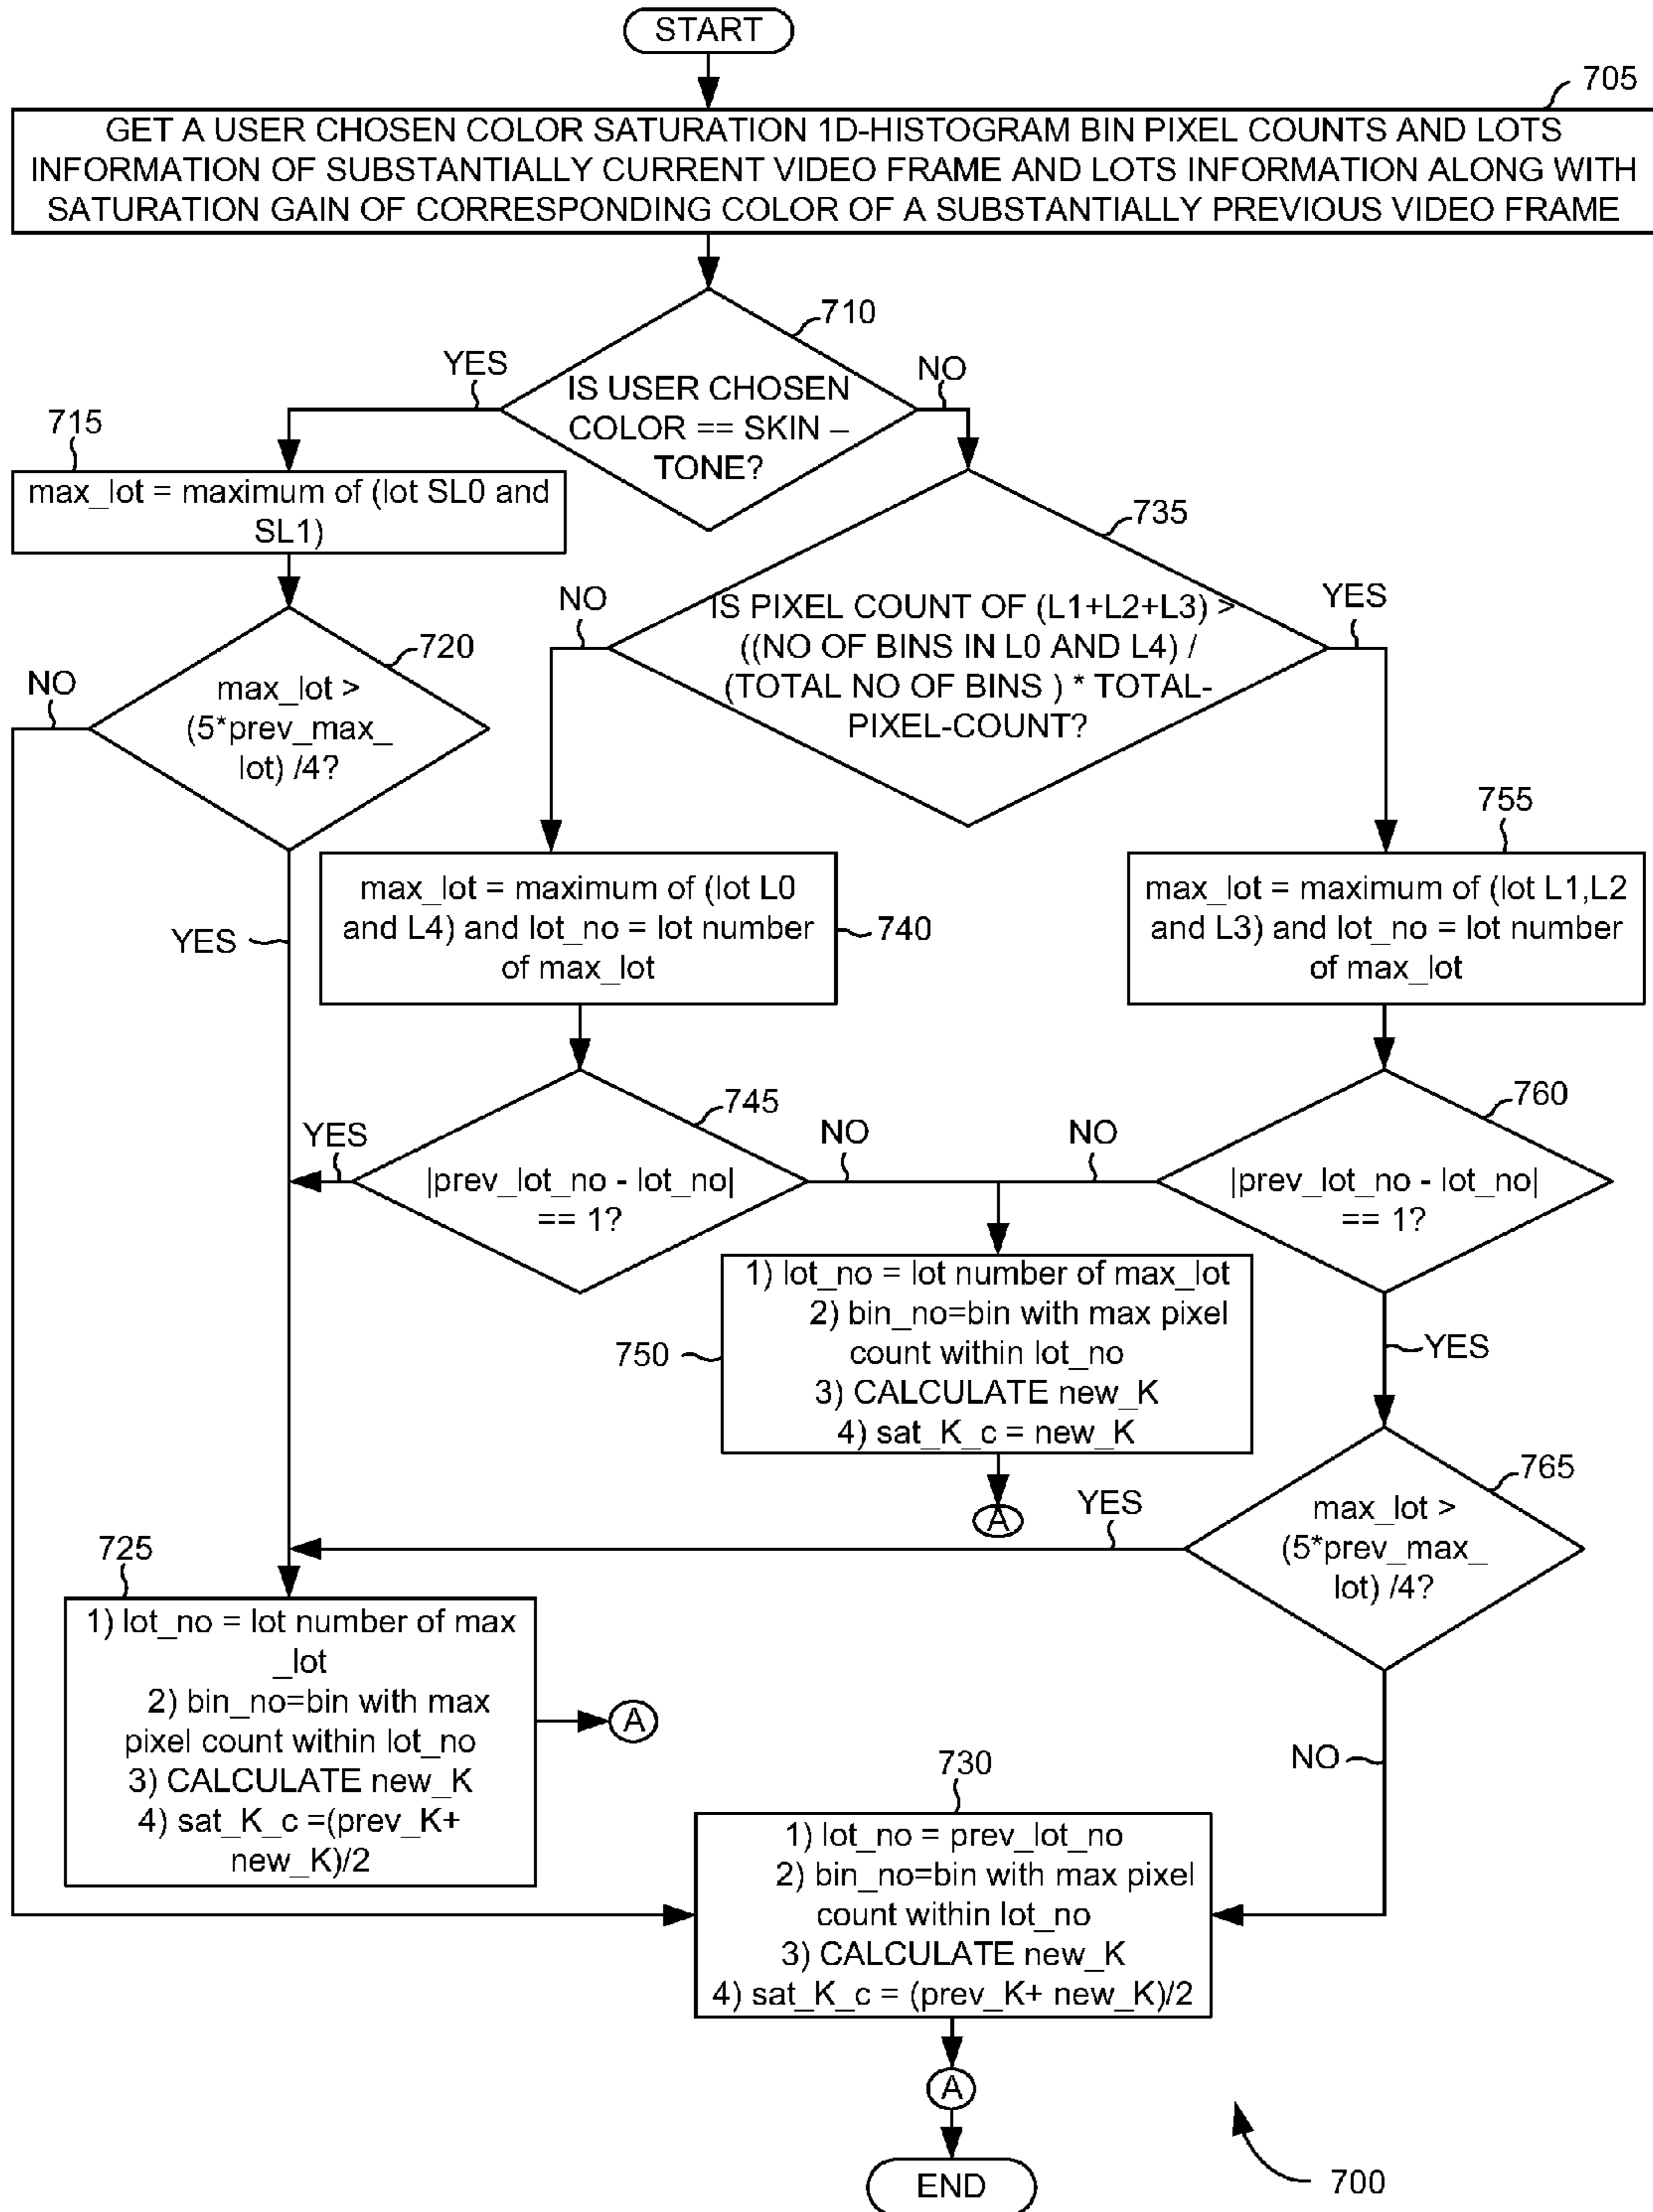 START
705
GET A USER CHOSEN COLOR SATURATION 1D-HISTOGRAM BIN PIXEL COUNTS AND LOTS
INFORMATION OF SUBSTANTIALLY CURRENT VIDEO FRAME AND LOTS INFORMATION ALONG WITH
SATURATION GAIN OF CORRESPONDING COLOR OF A SUBSTANTIALLY PREVIOUS VIDEO FRAME
710
YES
NO
IS USER CHOSEN
COLOR == SKIN –
TONE?
715
max_lot = maximum of (lot SL0 and
SL1)
735
NO
YES
IS PIXEL COUNT OF (L1+L2+L3) >
((NO OF BINS IN L0 AND L4) /
(TOTAL NO OF BINS ) * TOTAL-
PIXEL-COUNT?
720
NO
max_lot >
(5*prev_max_
lot) /4?
YES
755
max_lot = maximum of (lot L0
and L4) and lot_no = lot number
of max_lot
740
max_lot = maximum of (lot L1,L2
and L3) and lot_no = lot number
of max_lot
745
YES
NO
|prev_lot_no - lot_no|
== 1?
760
NO
|prev_lot_no - lot_no|
== 1?
YES
750
1) lot_no = lot number of max_lot
2) bin_no=bin with max pixel
count within lot_no
3) CALCULATE new_K
4) sat_K_c = new_K
A
765
YES
max_lot >
(5*prev_max_
lot) /4?
NO
725
1) lot_no = lot number of max
_lot
2) bin_no=bin with max
pixel count within lot_no
3) CALCULATE new_K
4) sat_K_c =(prev_K+
new_K)/2
A
730
1) lot_no = prev_lot_no
2) bin_no=bin with max pixel
count within lot_no
3) CALCULATE new_K
4) sat_K_c = (prev_K+ new_K)/2
A
END
700